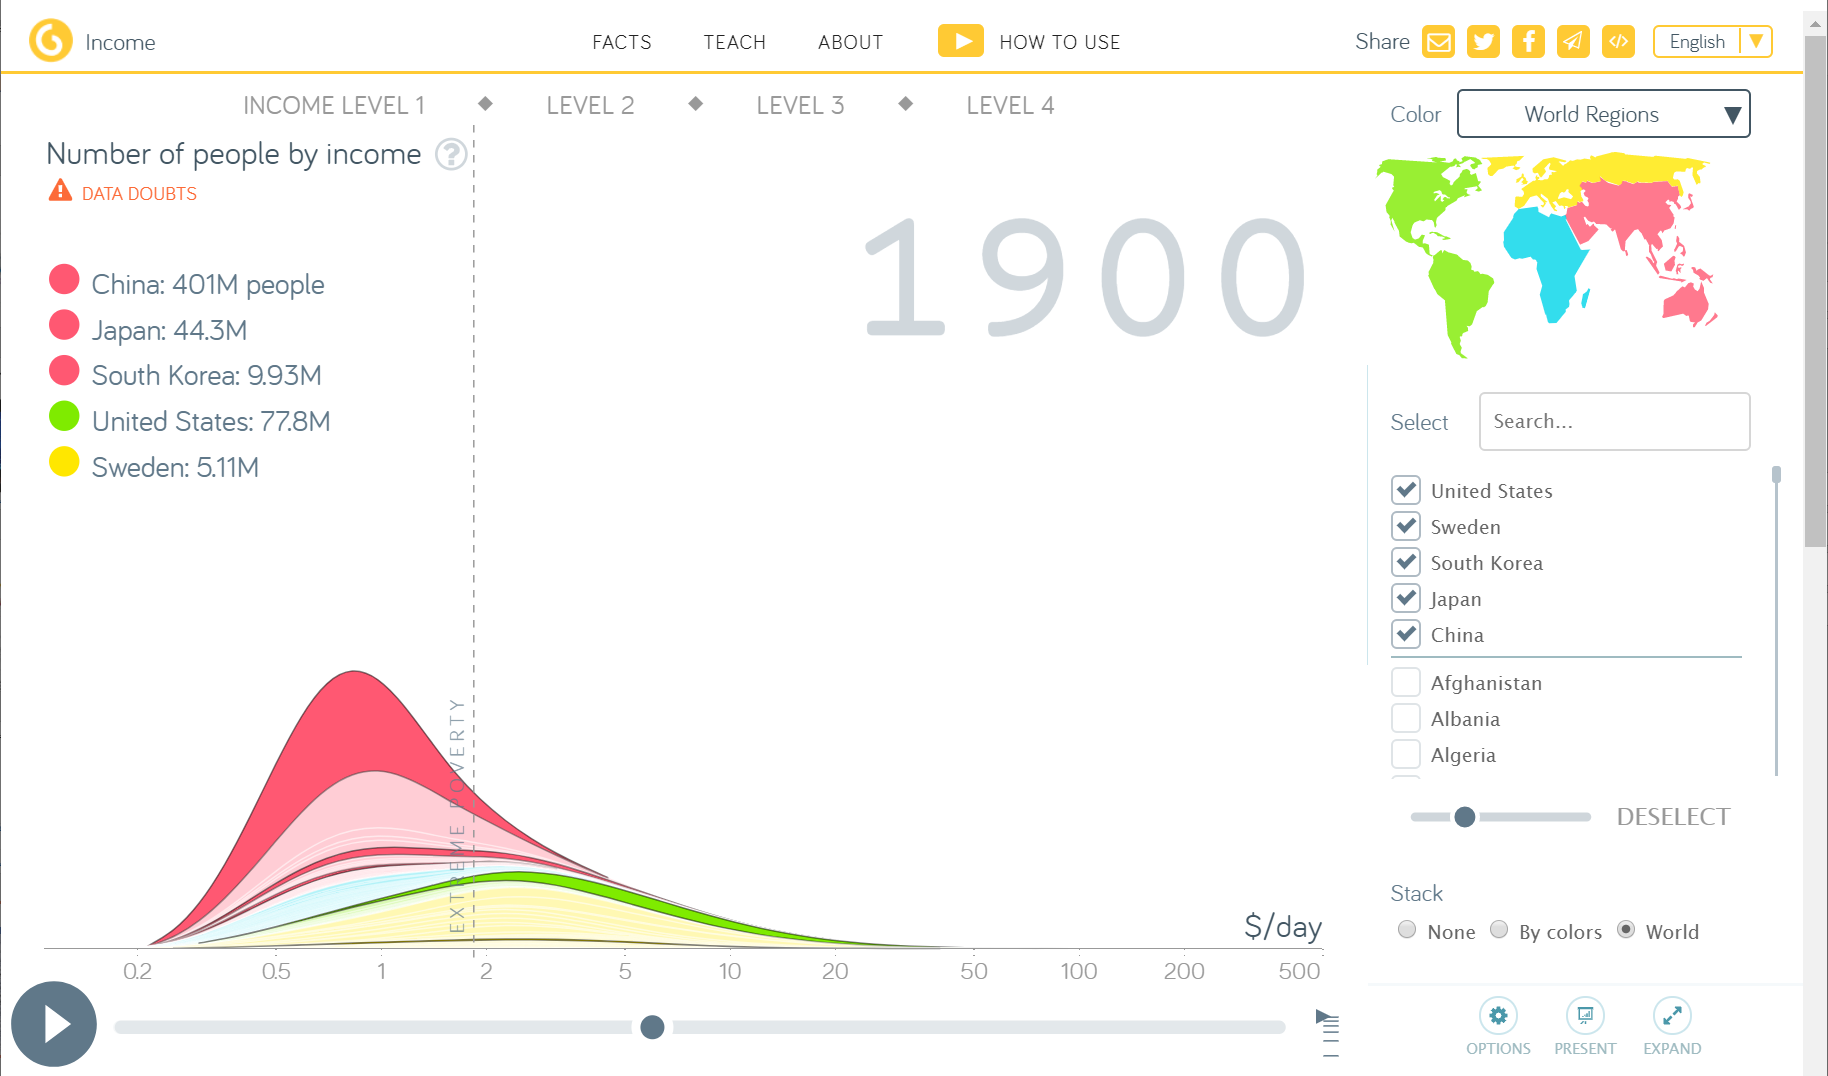 Income
FACTS
TEACH
ABOUT
HOW TO USE
Share
English
INCOME LEVEL 1
LEVEL 2
LEVEL 3
LEVEL 4
Number of people by income
?
DATA DOUBTS
1900
China: 401M people
Japan: 44.3M
South Korea: 9.93M
United States: 77.8M
Sweden: 5.11M
EXTREME POVERTY
$/day
0.2 0.5 1 2 5 10 20 50 100 200 500
Color
World Regions
Select
Search...
United States
Sweden
South Korea
Japan
China
Afghanistan
Albania
Algeria
DESELECT
Stack
None
By colors
World
OPTIONS
PRESENT
EXPAND